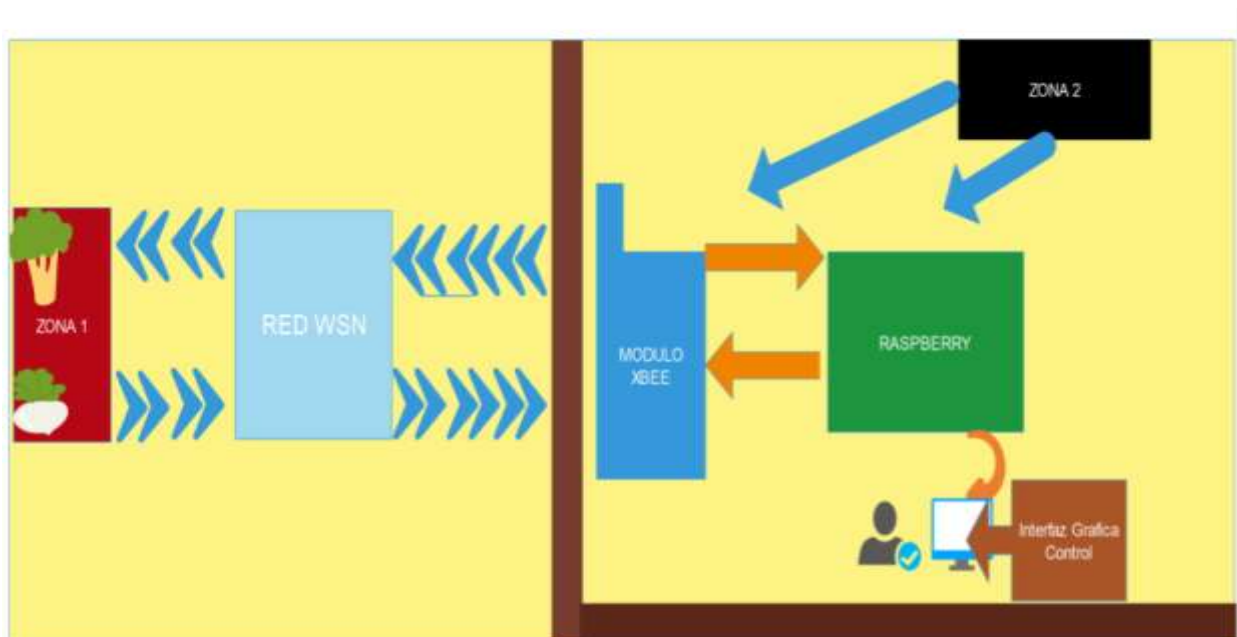 ZONA 2
ZONA 1
RED WSN
MODULO
XBEE
RASPBERRY
Interfaz Grafica
Control